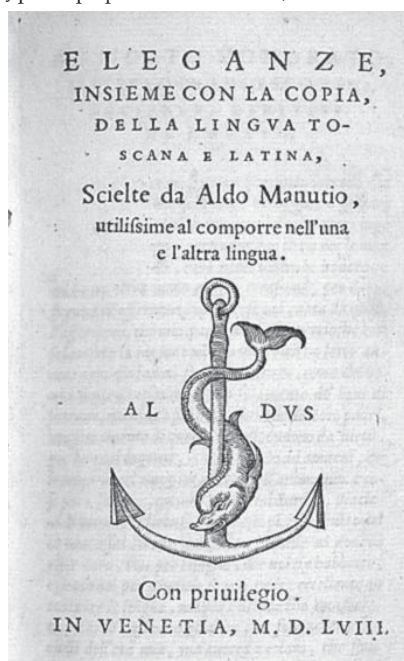 ELEGANZE,
INSIEME CON LA COPIA,
DELLA LINGVA TO-
SCANA E LATINA,
Scielte da Aldo Manutio,
utiliſsime al comporre nell'una
e l'altra lingua.
AL DVS
Con priuilegio.
IN VENETIA, M. D. LVIII.